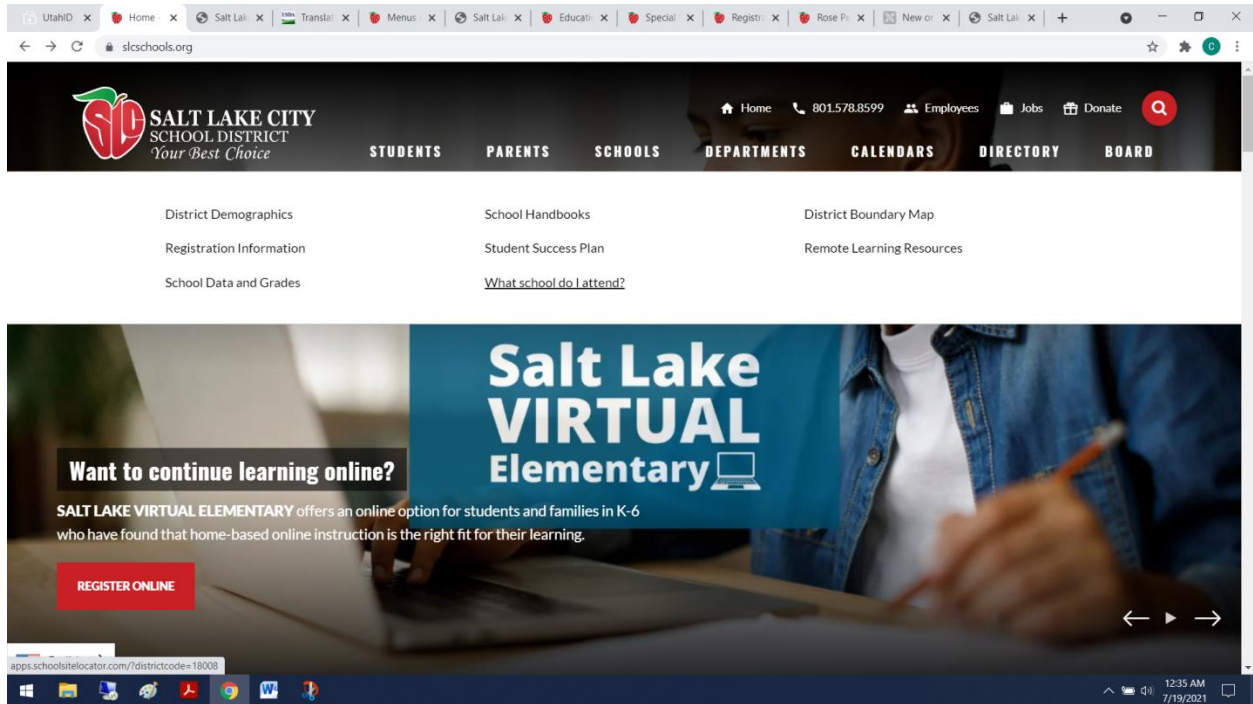 UtahID
Home -
Salt Lak
Translat
Menus
Salt Lak
Educati
Special
Registra
Rose Pa
New or
Salt Lak
slcschools.org
C
SLC
SALT LAKE CITY
SCHOOL DISTRICT
Your Best Choice
Home
801.578.8599
Employees
Jobs
Donate
STUDENTS PARENTS SCHOOLS DEPARTMENTS CALENDARS DIRECTORY BOARD
District Demographics
School Handbooks
District Boundary Map
Registration Information
Student Success Plan
Remote Learning Resources
School Data and Grades
What school do I attend?
Salt Lake
VIRTUAL
Elementary
Want to continue learning online?
SALT LAKE VIRTUAL ELEMENTARY offers an online option for students and families in K-6
who have found that home-based online instruction is the right fit for their learning.
REGISTER ONLINE
apps.schoolsitelocator.com/?districtcode=18008
12:35 AM
7/19/2021